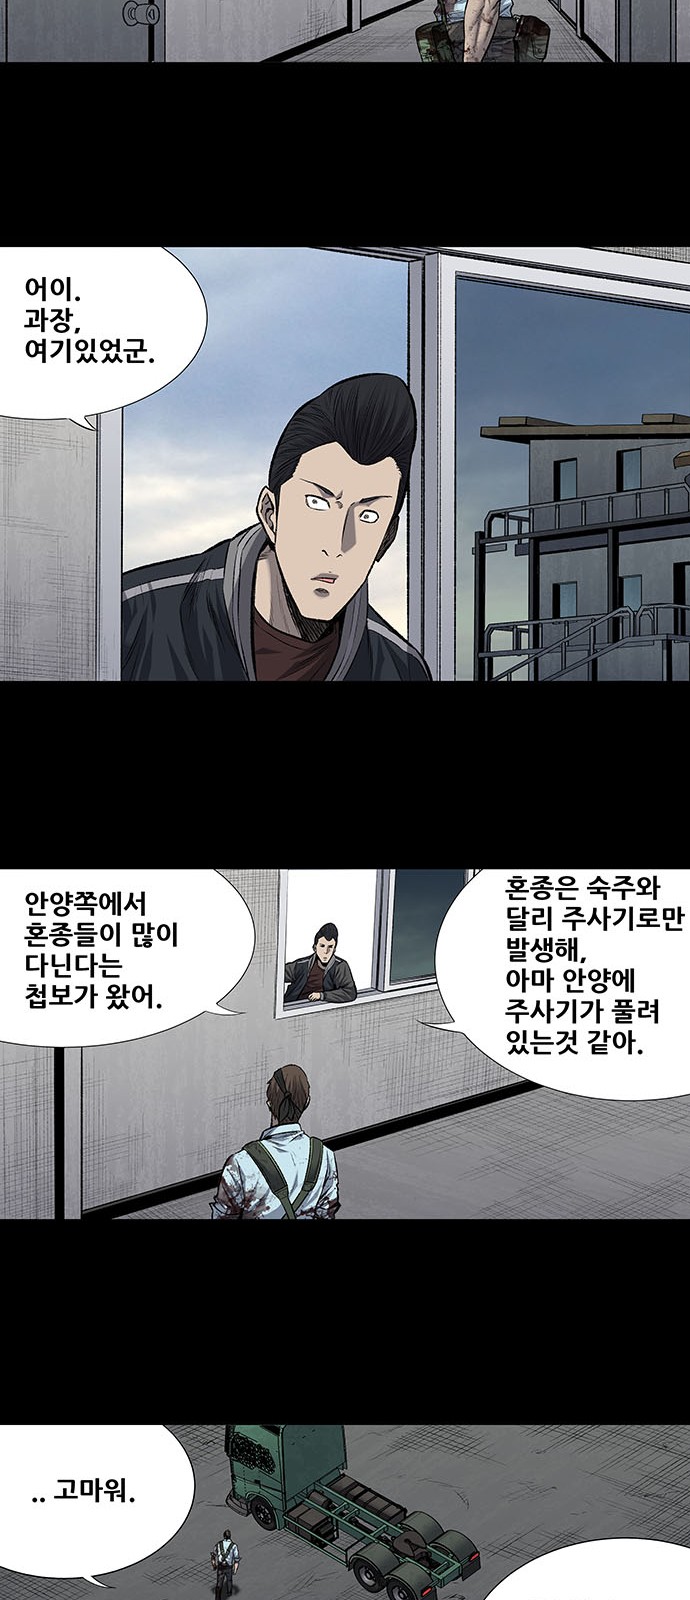 어이.
과장,
여기있었군.
안양쪽에서
혼종들이 많이
다닌다는
첩보가 왔어.
혼종은 숙주와
달리 주사기로만
발생해,
아마 안양에
주사기가 풀려
있는것 같아.
.. 고마워.